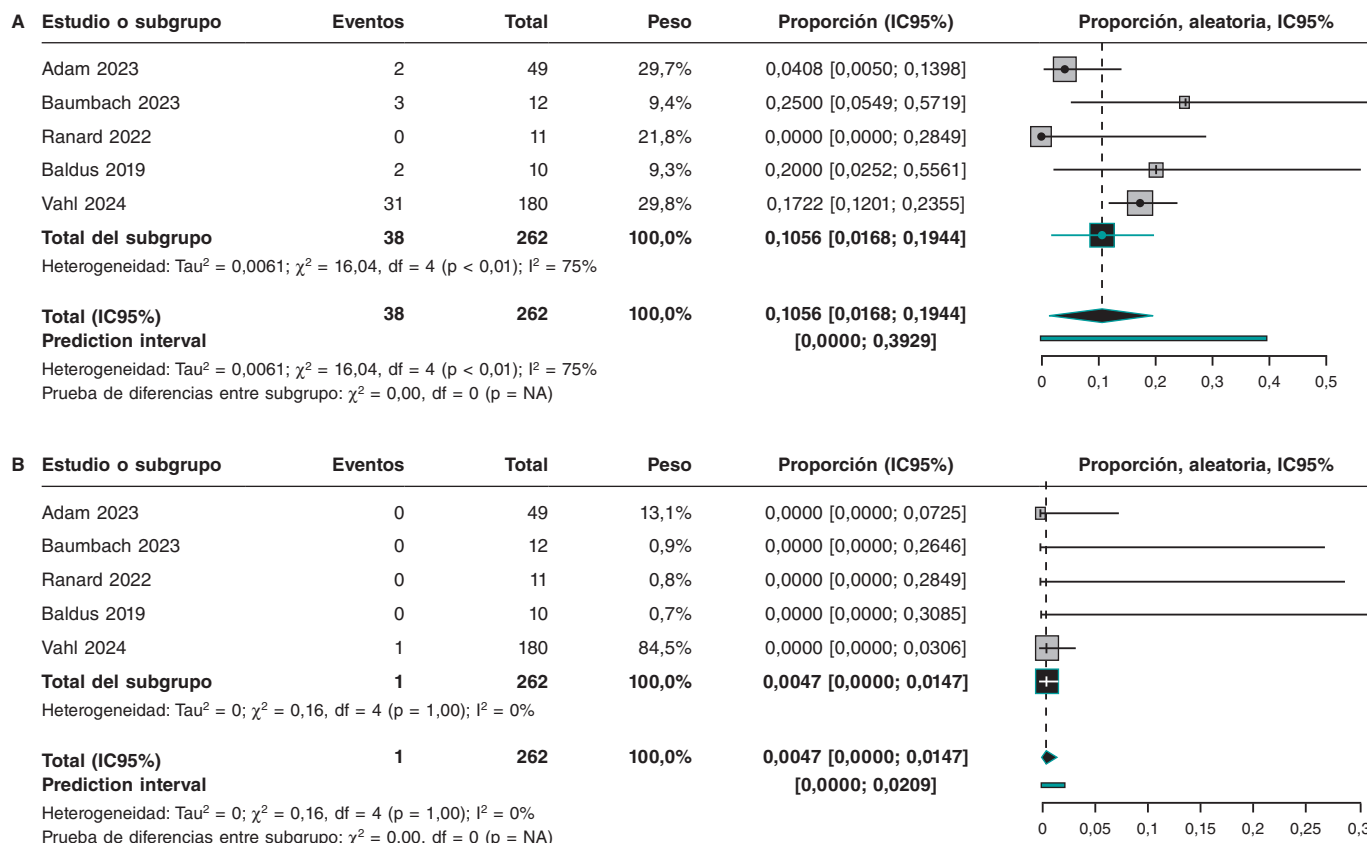 A Estudio o subgrupo Eventos Total Peso Proporción (IC95%) Proporción, aleatoria, IC95%
Adam 2023 2 49 29,7% 0,0408 [0,0050; 0,1398]
Baumbach 2023 3 12 9,4% 0,2500 [0,0549; 0,5719]
Ranard 2022 0 11 21,8% 0,0000 [0,0000; 0,2849]
Baldus 2019 2 10 9,3% 0,2000 [0,0252; 0,5561]
Vahl 2024 31 180 29,8% 0,1722 [0,1201; 0,2355]
Total del subgrupo 38 262 100,0% 0,1056 [0,0168; 0,1944]
Heterogeneidad: Tau² = 0,0061; χ² = 16,04, df = 4 (p < 0,01); I² = 75%
Total (IC95%) 38 262 100,0% 0,1056 [0,0168; 0,1944]
Prediction interval [0,0000; 0,3929]
Heterogeneidad: Tau² = 0,0061; χ² = 16,04, df = 4 (p < 0,01); I² = 75%
0 0,1 0,2 0,3 0,4 0,5
Prueba de diferencias entre subgrupo: χ² = 0,00, df = 0 (p = NA)
B Estudio o subgrupo Eventos Total Peso Proporción (IC95%) Proporción, aleatoria, IC95%
Adam 2023 0 49 13,1% 0,0000 [0,0000; 0,0725]
Baumbach 2023 0 12 0,9% 0,0000 [0,0000; 0,2646]
Ranard 2022 0 11 0,8% 0,0000 [0,0000; 0,2849]
Baldus 2019 0 10 0,7% 0,0000 [0,0000; 0,3085]
Vahl 2024 1 180 84,5% 0,0000 [0,0000; 0,0306]
Total del subgrupo 1 262 100,0% 0,0047 [0,0000; 0,0147]
Heterogeneidad: Tau² = 0; χ² = 0,16, df = 4 (p = 1,00); I² = 0%
Total (IC95%) 1 262 100,0% 0,0047 [0,0000; 0,0147]
Prediction interval [0,0000; 0,0209]
Heterogeneidad: Tau² = 0; χ² = 0,16, df = 4 (p = 1,00); I² = 0%
0 0,05 0,1 0,15 0,2 0,25 0,3
Prueba de diferencias entre subgrupo: χ² = 0,00, df = 0 (p = NA)